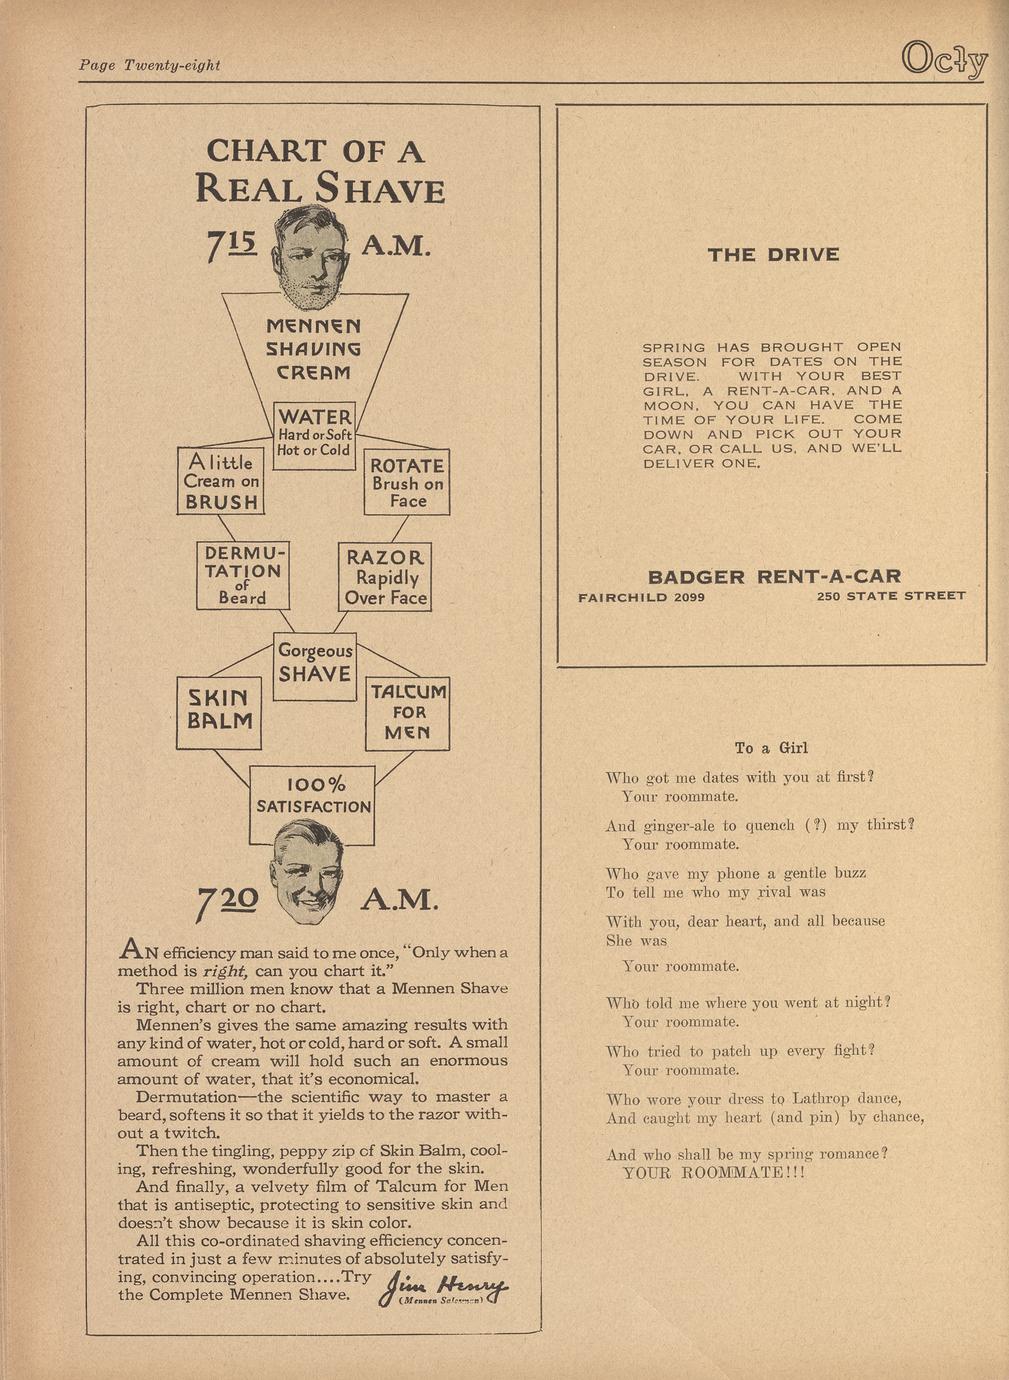 Page Twenty-eight
Octy
CHART OF A
REAL SHAVE
7 15 A.M.
MENNEN
SHAVING
CREAM
WATER
Hard or Soft
Hot or Cold
A little
Cream on
BRUSH
ROTATE
Brush on
Face
DERMU-
TATION
of
Beard
RAZOR
Rapidly
Over Face
Gorgeous
SHAVE
SKIN
BALM
TALCUM
FOR
MEN
100%
SATISFACTION
7 20 A.M.
AN efficiency man said to me once, "Only when a
method is right, can you chart it."
Three million men know that a Mennen Shave
is right, chart or no chart.
Mennen's gives the same amazing results with
any kind of water, hot or cold, hard or soft. A small
amount of cream will hold such an enormous
amount of water, that it's economical.
Dermutation—the scientific way to master a
beard, softens it so that it yields to the razor with-
out a twitch.
Then the tingling, peppy zip of Skin Balm, cool-
ing, refreshing, wonderfully good for the skin.
And finally, a velvety film of Talcum for Men
that is antiseptic, protecting to sensitive skin and
doesn't show because it is skin color.
All this co-ordinated shaving efficiency concen-
trated in just a few minutes of absolutely satisfy-
ing, convincing operation....Try
the Complete Mennen Shave.
Jim Henry
(Mennen Salesman)
THE DRIVE
SPRING HAS BROUGHT OPEN
SEASON FOR DATES ON THE
DRIVE. WITH YOUR BEST
GIRL, A RENT-A-CAR, AND A
MOON, YOU CAN HAVE THE
TIME OF YOUR LIFE. COME
DOWN AND PICK OUT YOUR
CAR, OR CALL US, AND WE'LL
DELIVER ONE.
BADGER RENT-A-CAR
FAIRCHILD 2099 250 STATE STREET
To a Girl
Who got me dates with you at first?
Your roommate.
And ginger-ale to quench (?) my thirst?
Your roommate.
Who gave my phone a gentle buzz
To tell me who my rival was
With you, dear heart, and all because
She was
Your roommate.
Who told me where you went at night?
Your roommate.
Who tried to patch up every fight?
Your roommate.
Who wore your dress to Lathrop dance,
And caught my heart (and pin) by chance,
And who shall be my spring romance?
YOUR ROOMMATE!!!